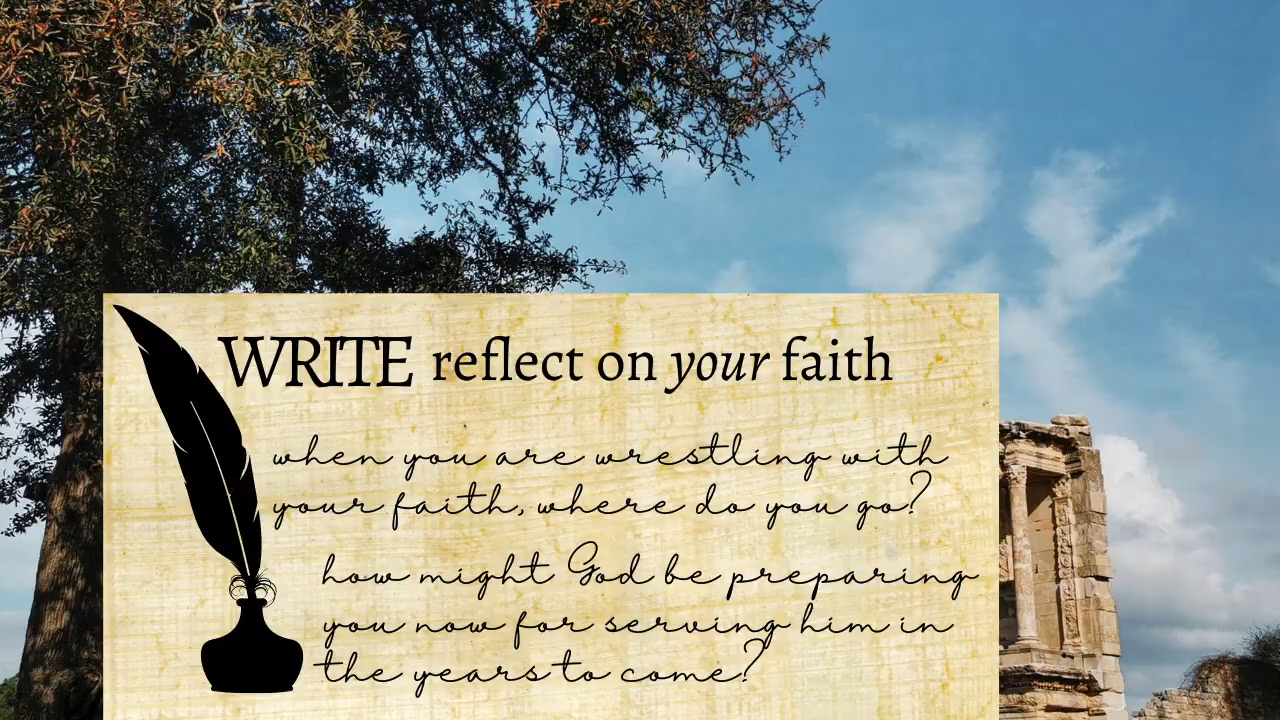 WRITE reflect on your faith
when you are wrestling with
your faith, where do you go?
how might God be preparing
you now for serving him in
the years to come?